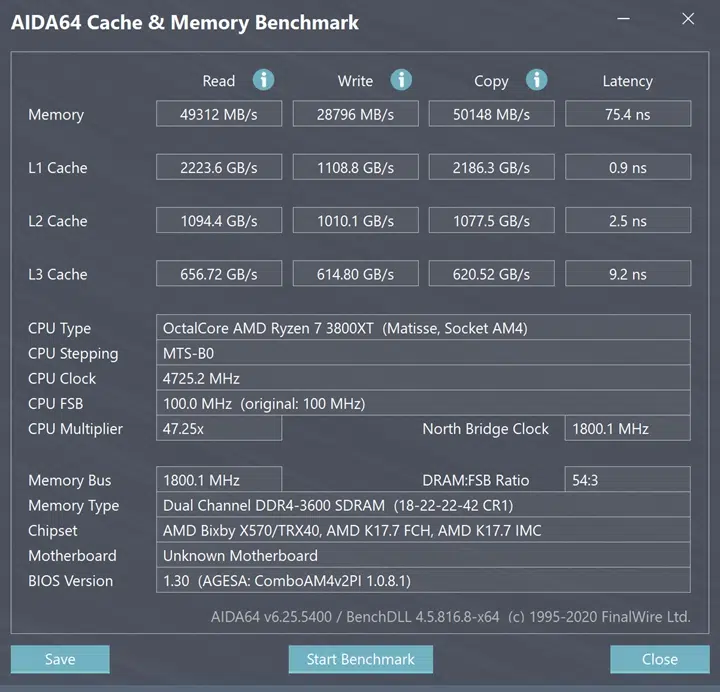 AIDA64 Cache & Memory Benchmark
Read Write Copy Latency
Memory 49312 MB/s 28796 MB/s 50148 MB/s 75.4 ns
L1 Cache 2223.6 GB/s 1108.8 GB/s 2186.3 GB/s 0.9 ns
L2 Cache 1094.4 GB/s 1010.1 GB/s 1077.5 GB/s 2.5 ns
L3 Cache 656.72 GB/s 614.80 GB/s 620.52 GB/s 9.2 ns
CPU Type OctalCore AMD Ryzen 7 3800XT (Matisse, Socket AM4)
CPU Stepping MTS-B0
CPU Clock 4725.2 MHz
CPU FSB 100.0 MHz (original: 100 MHz)
CPU Multiplier 47.25x North Bridge Clock 1800.1 MHz
Memory Bus 1800.1 MHz DRAM:FSB Ratio 54:3
Memory Type Dual Channel DDR4-3600 SDRAM (18-22-22-42 CR1)
Chipset AMD Bixby X570/TRX40, AMD K17.7 FCH, AMD K17.7 IMC
Motherboard Unknown Motherboard
BIOS Version 1.30 (AGESA: ComboAM4v2PI 1.0.8.1)
AIDA64 v6.25.5400 / BenchDLL 4.5.816.8-x64 (c) 1995-2020 FinalWire Ltd.
Save Start Benchmark Close